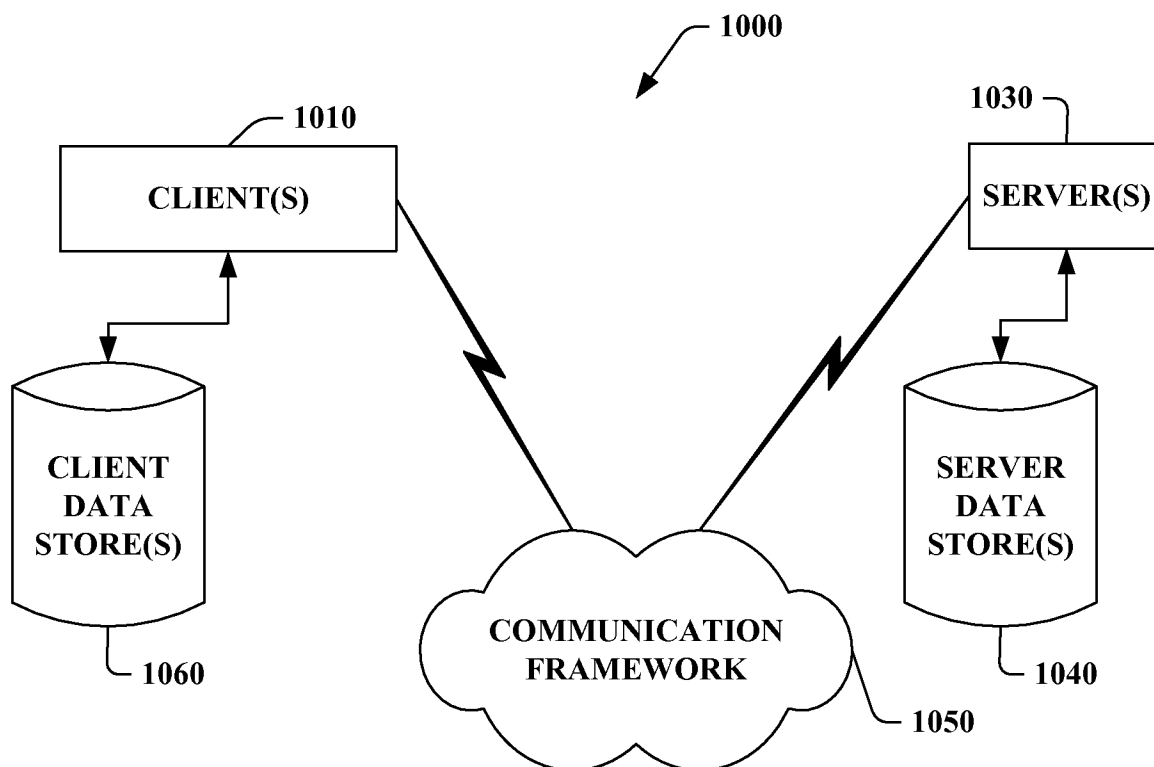 1000
1010
1030
CLIENT(S)
SERVER(S)
CLIENT
DATA
STORE(S)
SERVER
DATA
STORE(S)
COMMUNICATION
FRAMEWORK
1060
1040
1050